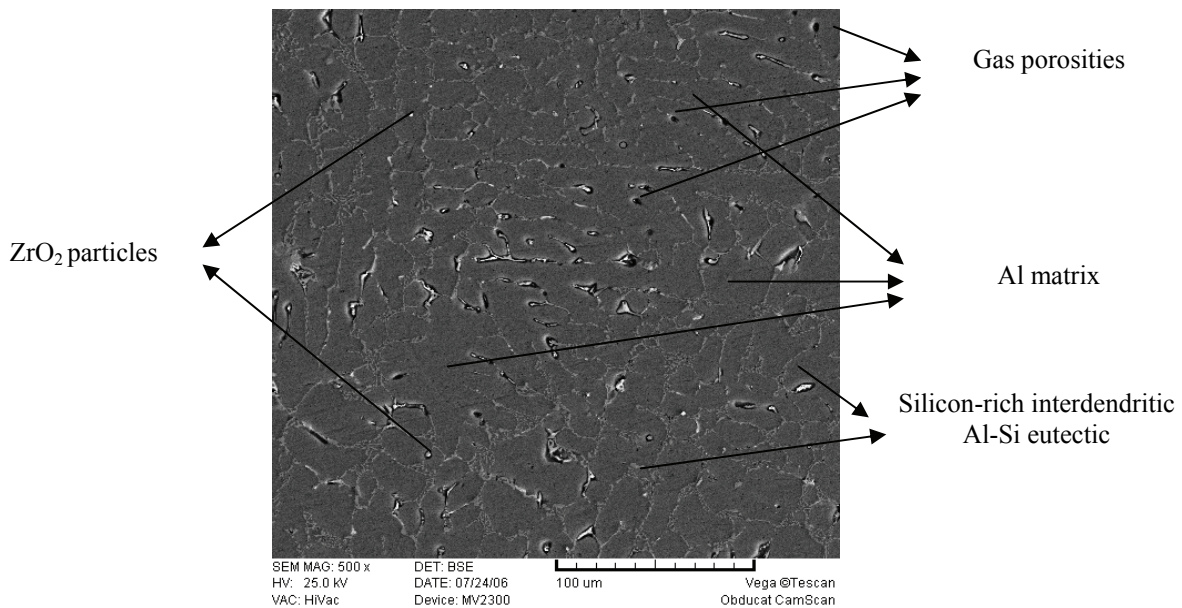 Gas porosities
ZrO₂ particles
Al matrix
Silicon-rich interdendritic
Al-Si eutectic
SEM MAG: 500 x DET: BSE
HV: 25.0 kV DATE: 07/24/06 100 um Vega ©Tescan
VAC: HiVac Device: MV2300 Obducat CamScan